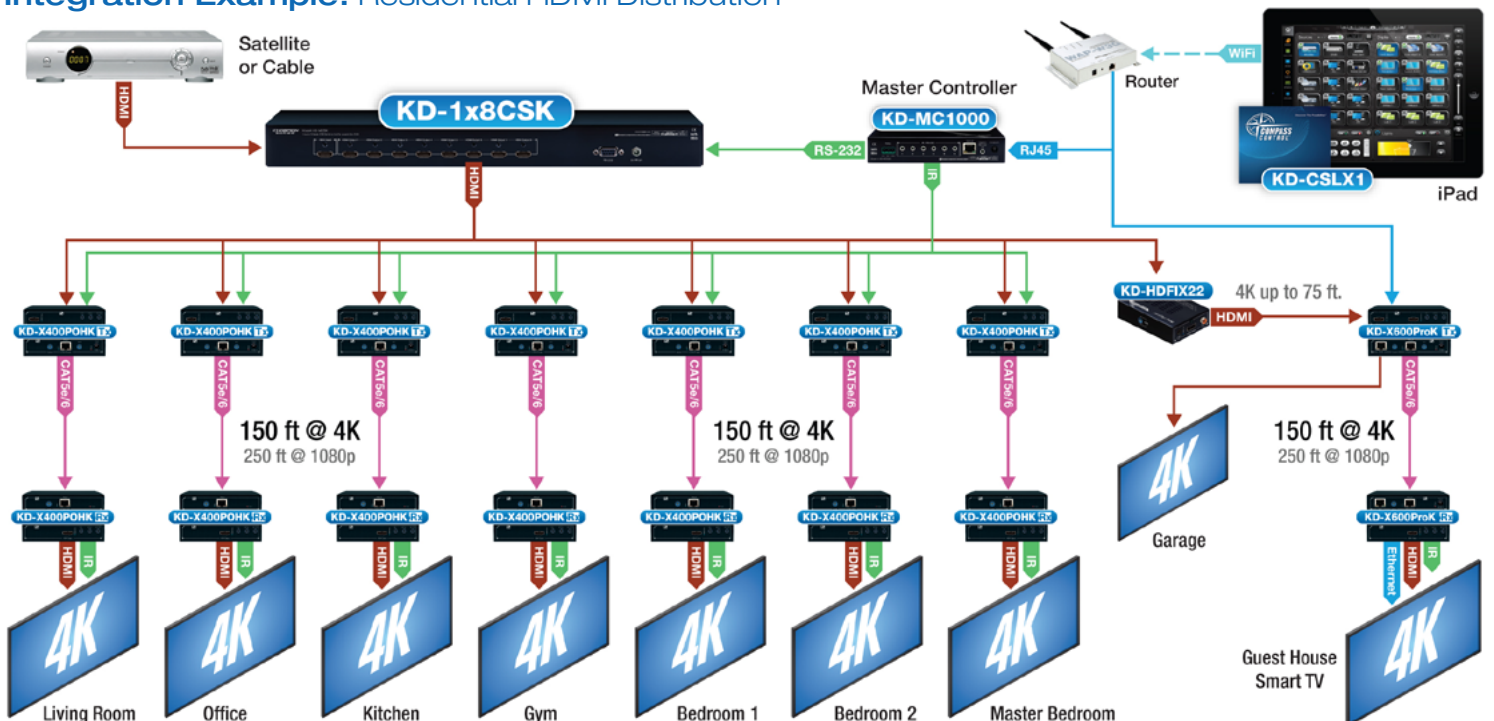 Integration Example: Residential HDMI Distribution
Satellite
or Cable
HDMI
KD-1x8CSK
Master Controller
KD-MC1000
RS-232
RJ45
IR
HDMI
Router
WiFi
COMPASS
CONTROL
KD-CSLX1
iPad
KD-X400POHK Tx
KD-X400POHK Tx
KD-X400POHK Tx
KD-X400POHK Tx
KD-X400POHK Tx
KD-X400POHK Tx
KD-X400POHK Tx
KD-HDFIX22
HDMI
4K up to 75 ft.
KD-X600ProK Tx
CAT5e/6
CAT5e/6
CAT5e/6
CAT5e/6
CAT5e/6
CAT5e/6
CAT5e/6
CAT5e/6
150 ft @ 4K
250 ft @ 1080p
150 ft @ 4K
250 ft @ 1080p
150 ft @ 4K
250 ft @ 1080p
KD-X400POHK Rx
KD-X400POHK Rx
KD-X400POHK Rx
KD-X400POHK Rx
KD-X400POHK Rx
KD-X400POHK Rx
KD-X400POHK Rx
KD-X600ProK Rx
HDMI IR
HDMI IR
HDMI IR
HDMI IR
HDMI IR
HDMI IR
HDMI IR
Ethernet HDMI IR
4K
Garage
4K
Living Room
4K
Office
4K
Kitchen
4K
Gym
4K
Bedroom 1
4K
Bedroom 2
4K
Master Bedroom
4K
Guest House
Smart TV